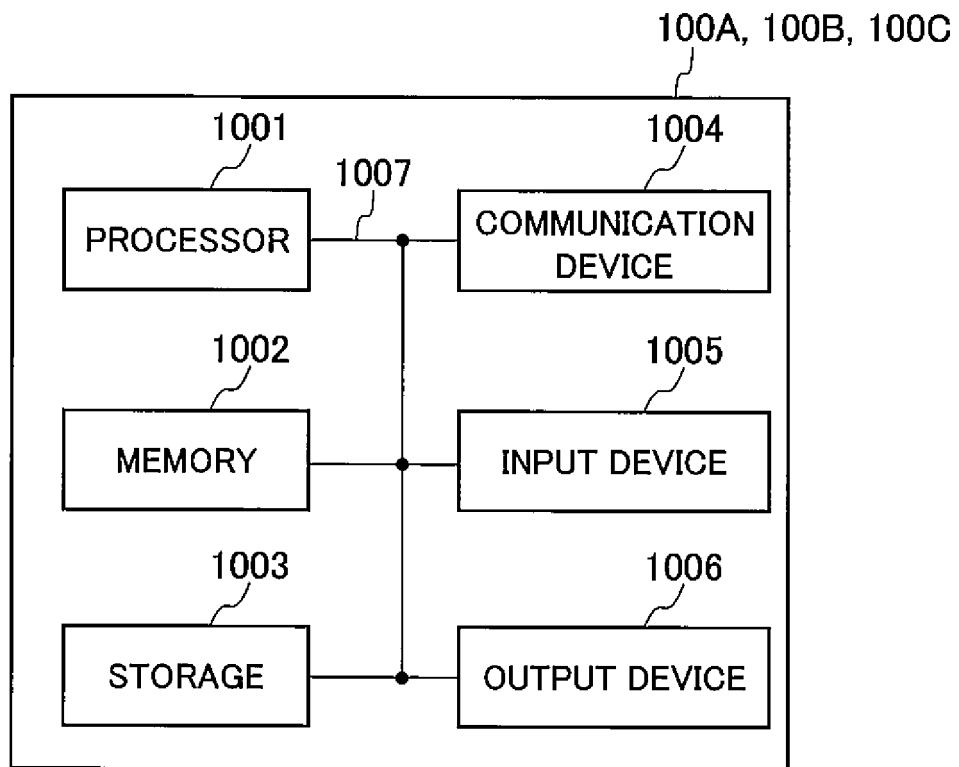 100A, 100B, 100C
1001
1004
1007
PROCESSOR
COMMUNICATION
DEVICE
1002
1005
MEMORY
INPUT DEVICE
1003
1006
STORAGE
OUTPUT DEVICE